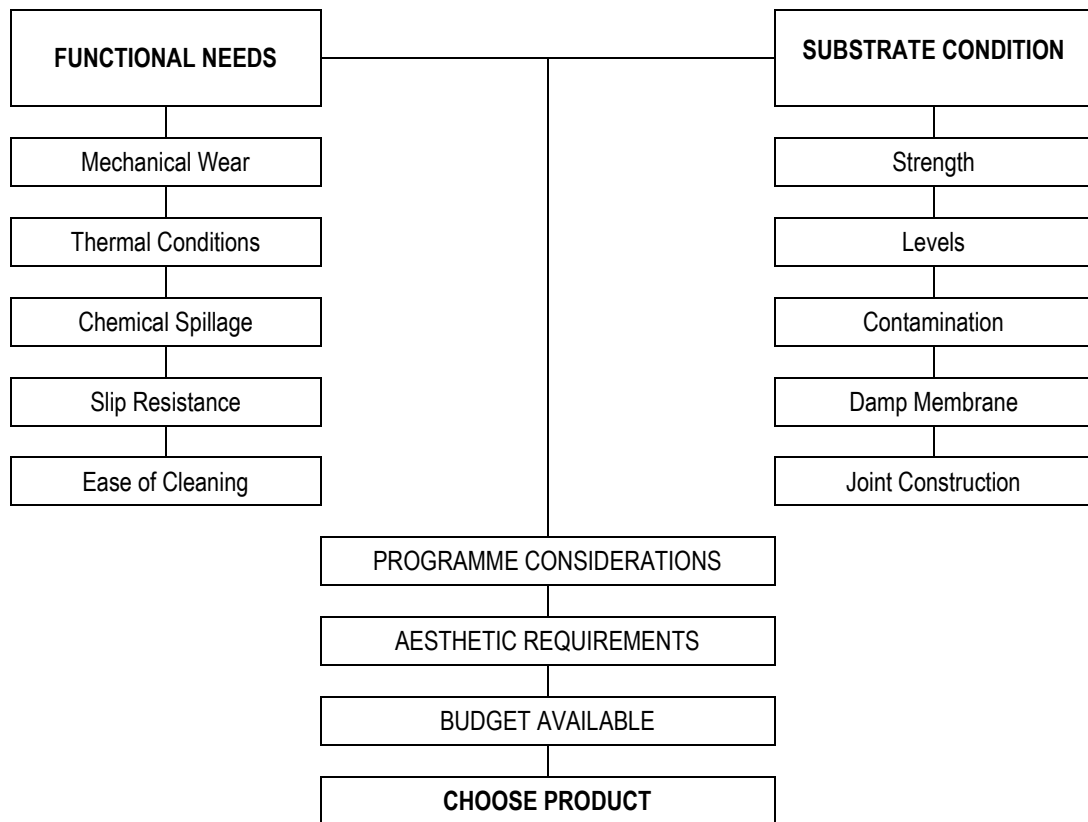 FUNCTIONAL NEEDS
Mechanical Wear
Thermal Conditions
Chemical Spillage
Slip Resistance
Ease of Cleaning
SUBSTRATE CONDITION
Strength
Levels
Contamination
Damp Membrane
Joint Construction
PROGRAMME CONSIDERATIONS
AESTHETIC REQUIREMENTS
BUDGET AVAILABLE
CHOOSE PRODUCT